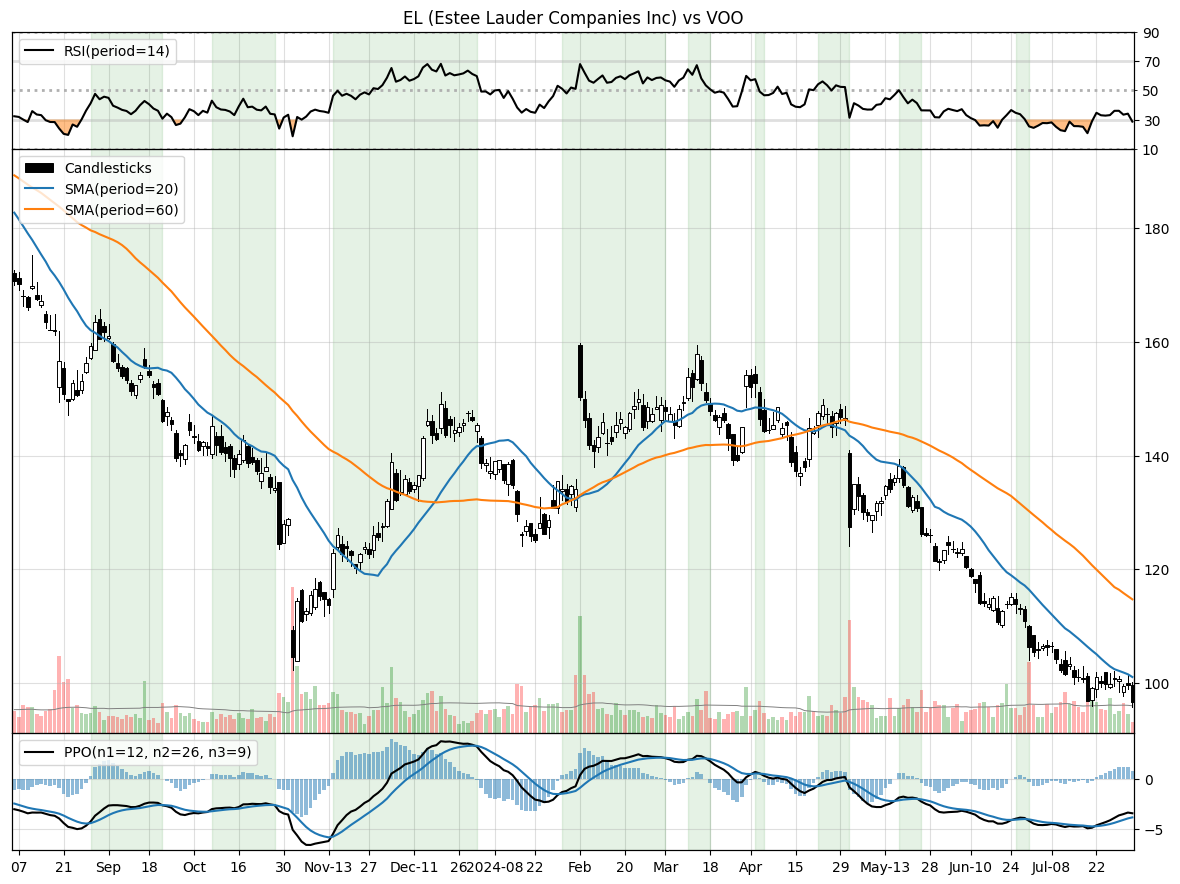 EL (Estee Lauder Companies Inc) vs VOO
RSI(period=14)
90
70
50
30
10
Candlesticks
SMA(period=20)
SMA(period=60)
180
160
140
120
100
PPO(n1=12, n2=26, n3=9)
0
−5
07 21 Sep 18 Oct 16 30 Nov-13 27 Dec-11 26 2024-08 22 Feb 20 Mar 18 Apr 15 29 May-13 28 Jun-10 24 Jul-08 22